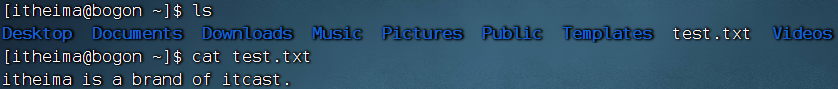 [itheima@bogon ~]$ ls
Desktop  Documents  Downloads  Music  Pictures  Public  Templates  test.txt  Videos
[itheima@bogon ~]$ cat test.txt
itheima is a brand of itcast.